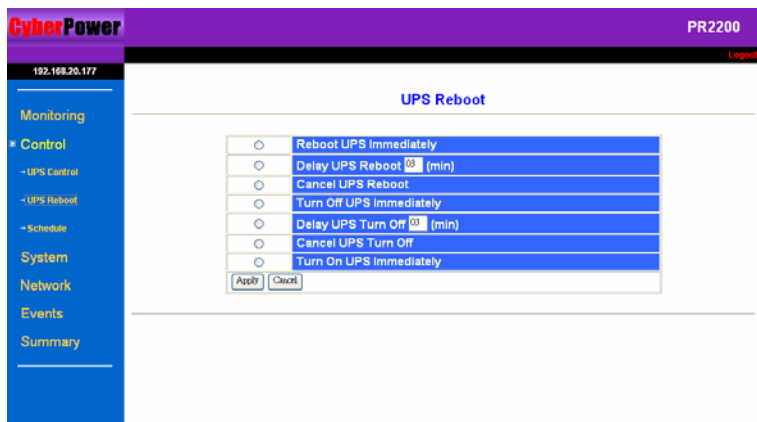 CyberPower
PR2200
Logout
192.168.20.177
UPS Reboot
Monitoring
Control
→UPS Control
→UPS Reboot
→Schedule
System
Network
Events
Summary
Reboot UPS Immediately
Delay UPS Reboot 03 (min)
Cancel UPS Reboot
Turn Off UPS Immediately
Delay UPS Turn Off 03 (min)
Cancel UPS Turn Off
Turn On UPS Immediately
Apply Cancel